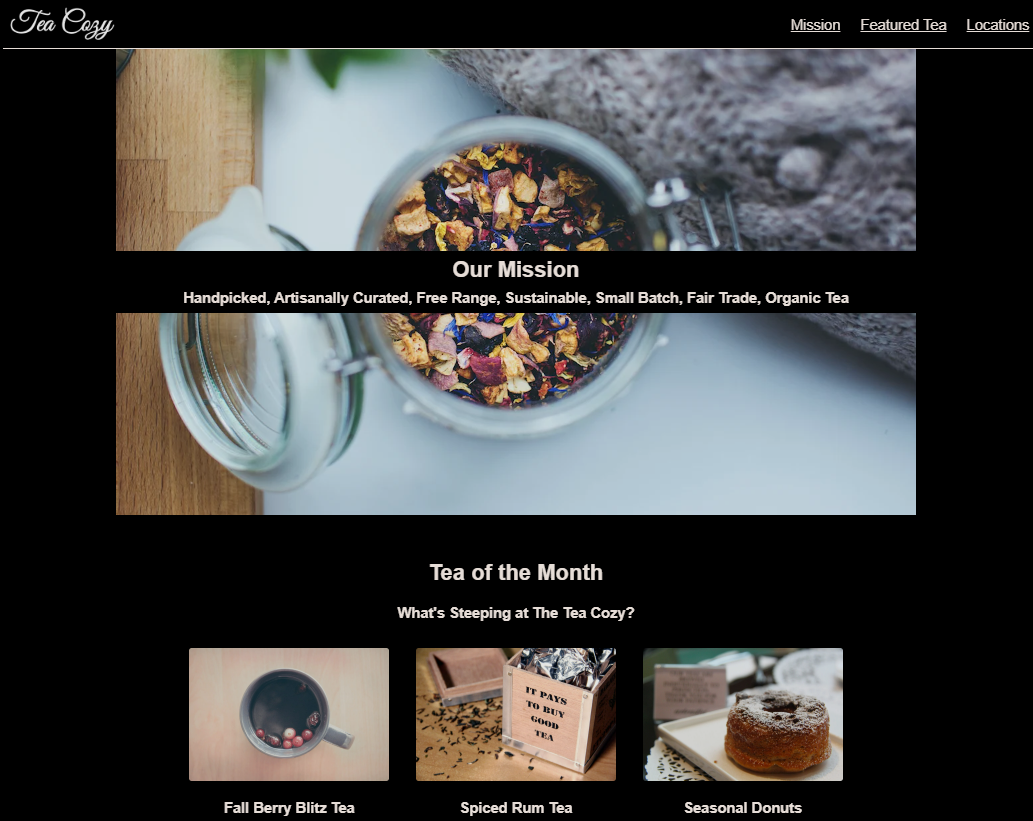 Tea Cozy
Mission Featured Tea Locations
Our Mission
Handpicked, Artisanally Curated, Free Range, Sustainable, Small Batch, Fair Trade, Organic Tea
Tea of the Month
What's Steeping at The Tea Cozy?
IT PAYS
TO BUY
GOOD
TEA
Fall Berry Blitz Tea
Spiced Rum Tea
Seasonal Donuts